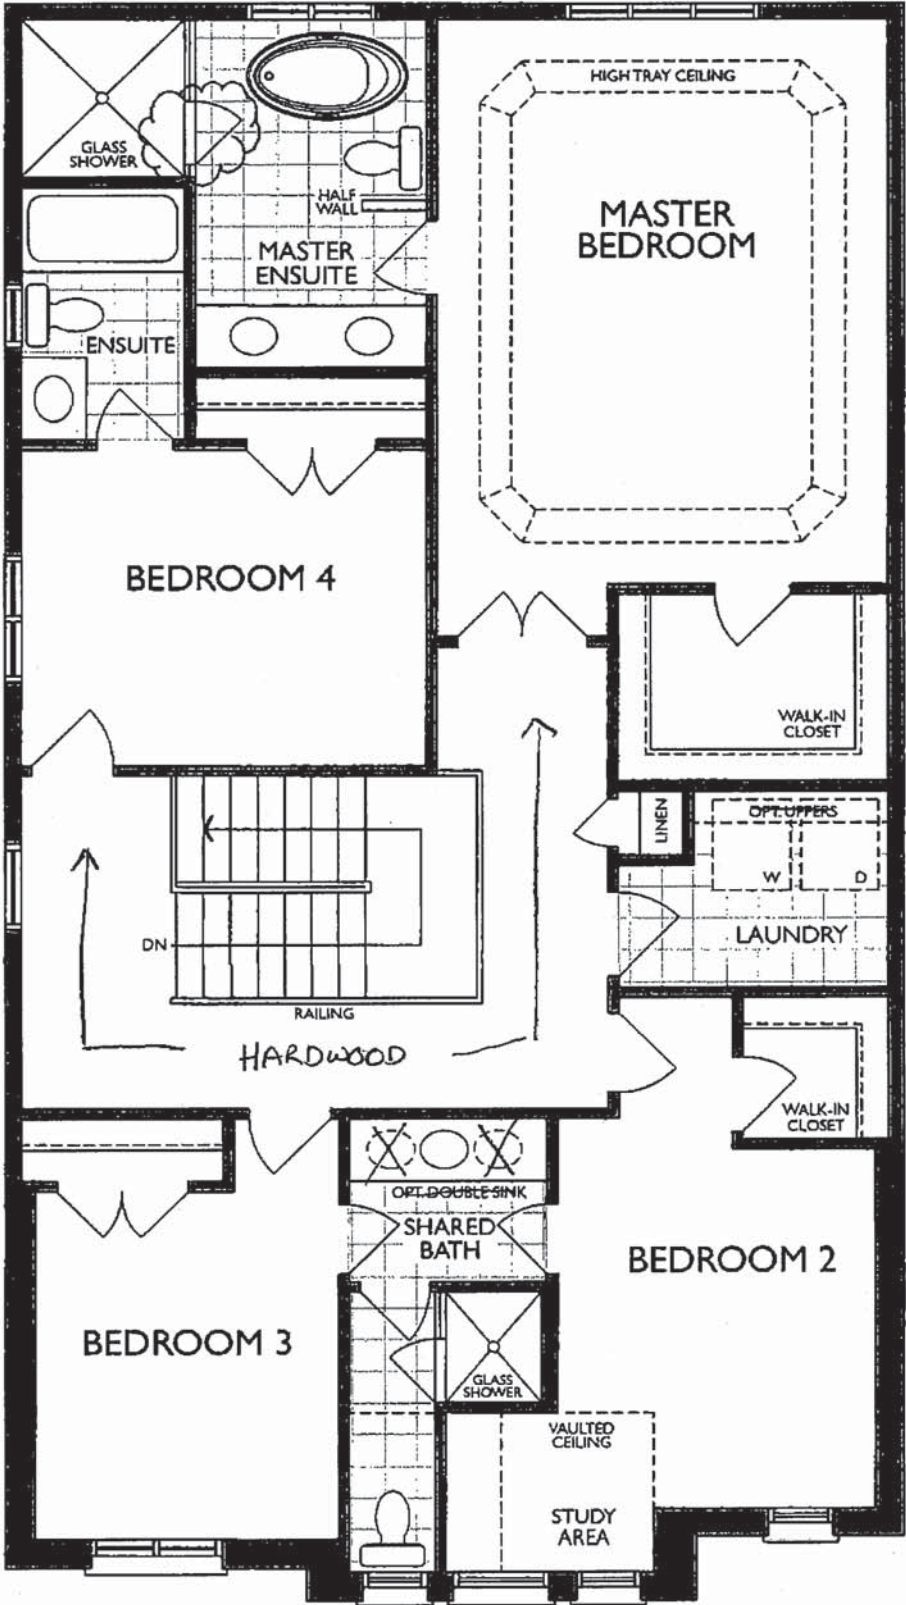 HIGH TRAY CEILING
GLASS
SHOWER
HALF
WALL
MASTER
BEDROOM
MASTER
ENSUITE
ENSUITE
BEDROOM 4
WALK-IN
CLOSET
LINEN
OPT. UPPERS
W
D
DN
LAUNDRY
RAILING
HARDWOOD
WALK-IN
CLOSET
OPT. DOUBLE SINK
SHARED
BATH
BEDROOM 2
BEDROOM 3
GLASS
SHOWER
VAULTED
CEILING
STUDY
AREA